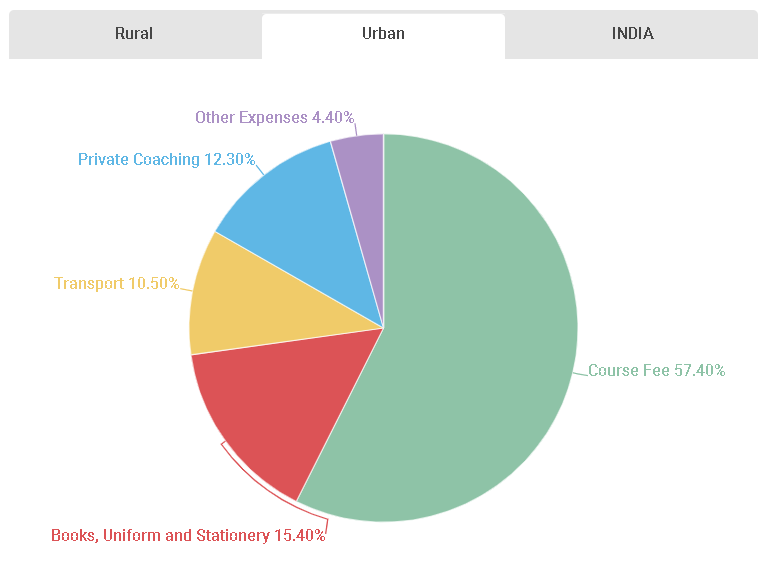 Rural
Urban
INDIA
Other Expenses 4.40%
Private Coaching 12.30%
Transport 10.50%
Course Fee 57.40%
Books, Uniform and Stationery 15.40%